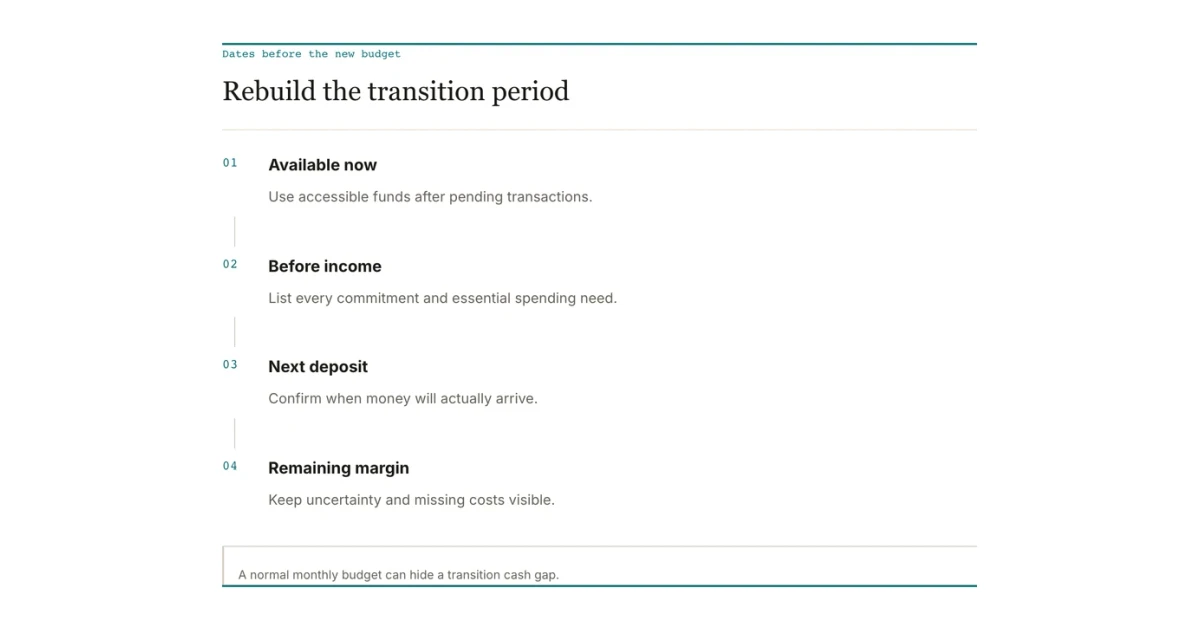 Dates before the new budget
Rebuild the transition period
01
Available now
Use accessible funds after pending transactions.
02
Before income
List every commitment and essential spending need.
03
Next deposit
Confirm when money will actually arrive.
04
Remaining margin
Keep uncertainty and missing costs visible.
A normal monthly budget can hide a transition cash gap.